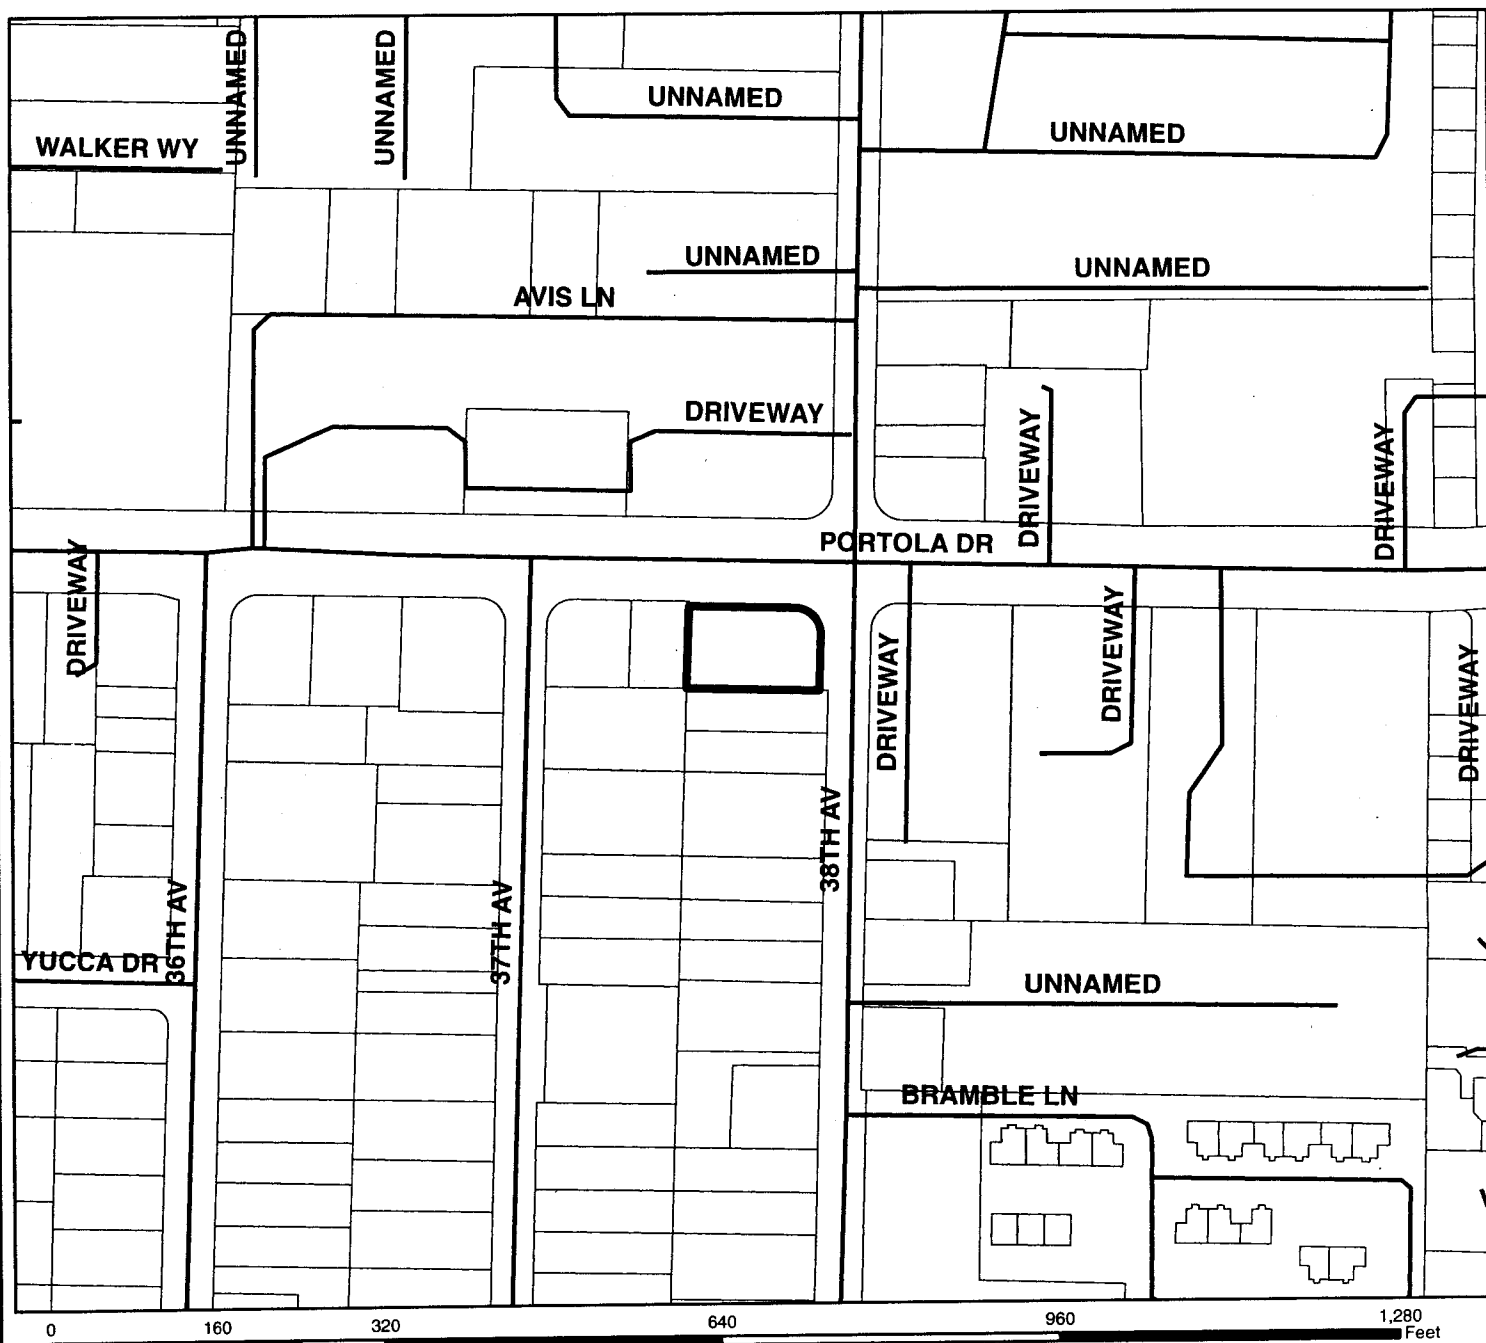 UNNAMED
UNNAMED
UNNAMED
UNNAMED
WALKER WY
UNNAMED
UNNAMED
AVIS LN
DRIVEWAY
DRIVEWAY
DRIVEWAY
PORTOLA DR
DRIVEWAY
DRIVEWAY
DRIVEWAY
DRIVEWAY
38TH AV
36TH AV
37TH AV
YUCCA DR
UNNAMED
BRAMBLE LN
0 160 320 640 960 1,280
Feet